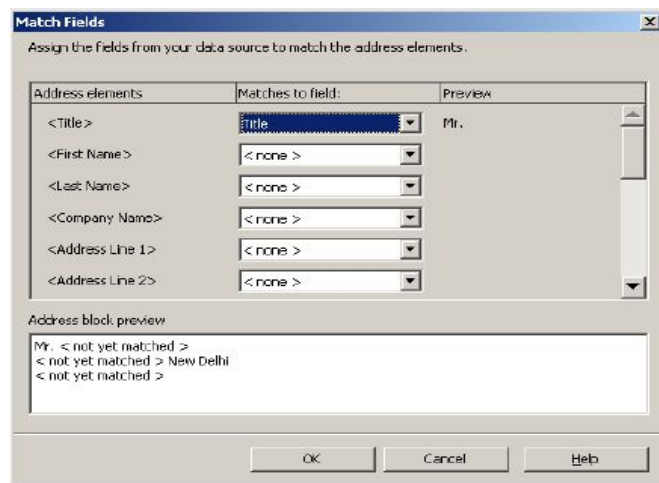 Match Fields
Assign the fields from your data source to match the address elements.
Address elements Matches to field: Preview
<Title> Title Mr.
<First Name> < none >
<Last Name> < none >
<Company Name> < none >
<Address Line 1> < none >
<Address Line 2> < none >
Address block preview
Mr. < not yet matched >
< not yet matched > New Delhi
< not yet matched >
OK Cancel Help